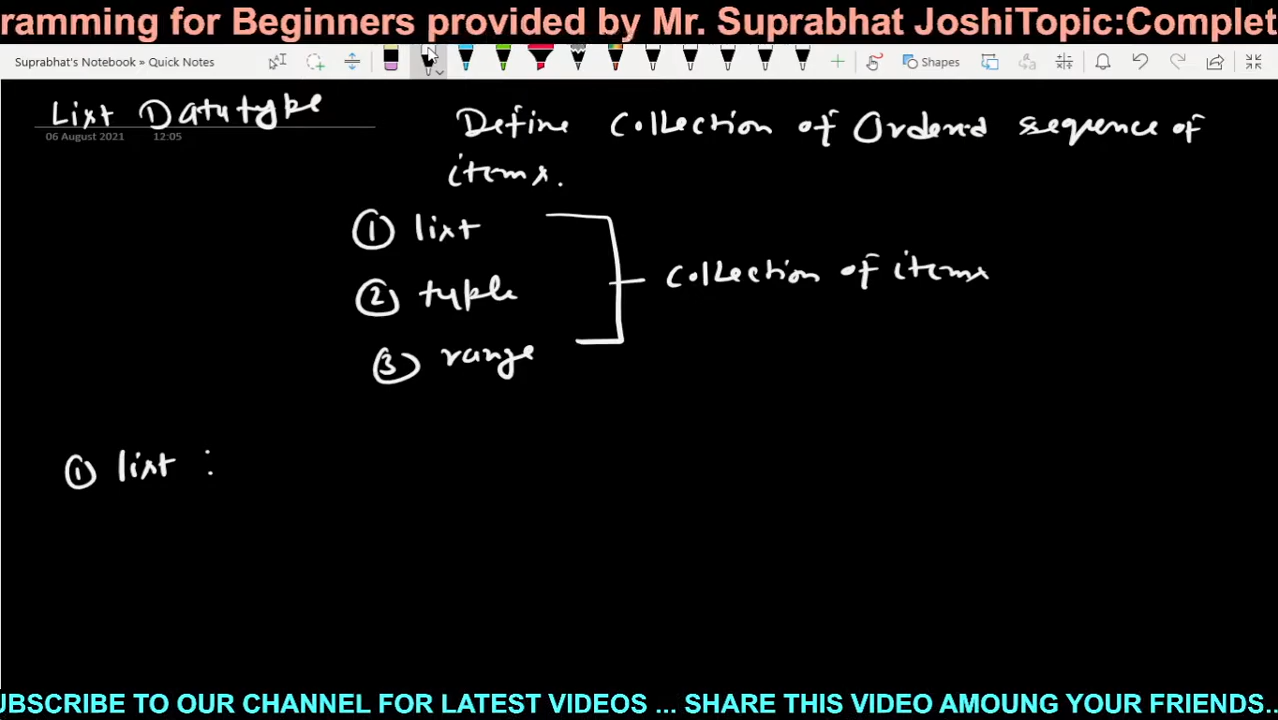 ramming for Beginners provided by Mr. Suprabhat JoshiTopic:Complet
Suprabhat's Notebook » Quick Notes
Shapes
List Datatype
06 August 2021 12:05
Define Collection of Ordered sequence of
items.
① list
② tuple
③ range
Collection of items
① list :
UBSCRIBE TO OUR CHANNEL FOR LATEST VIDEOS ... SHARE THIS VIDEO AMOUNG YOUR FRIENDS..